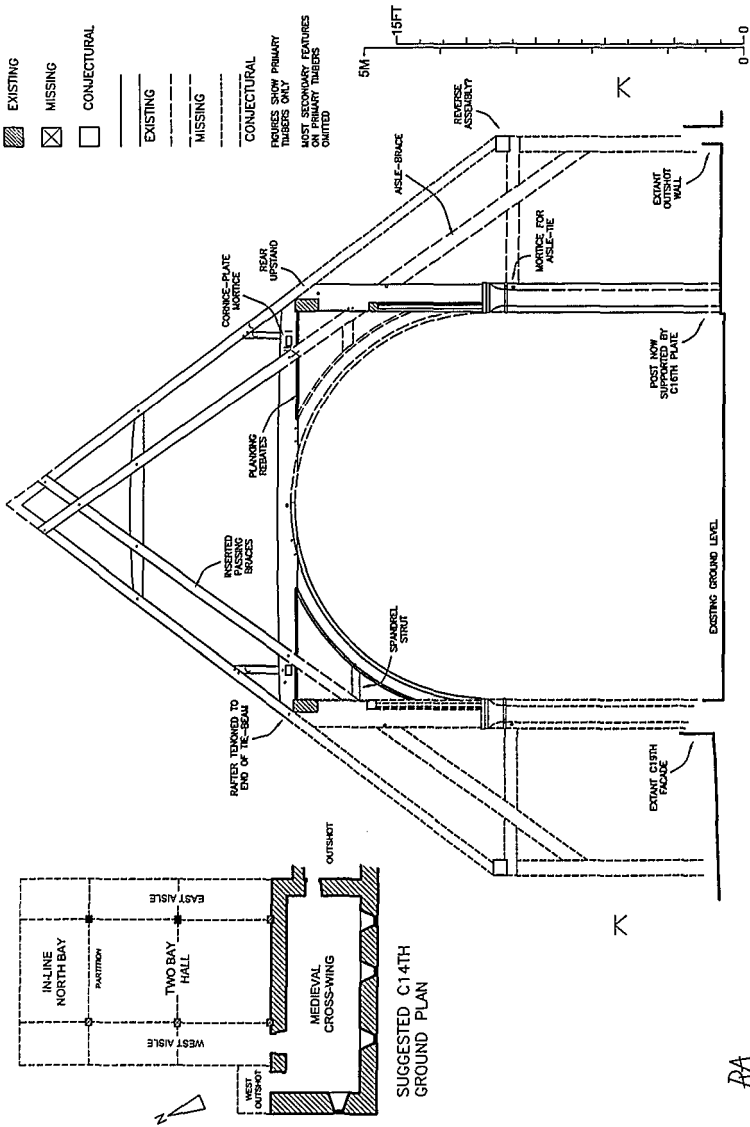 EXISTING
MISSING
CONJECTURAL
EXISTING
MISSING
CONJECTURAL
FIGURES SHOW PRIMARY
TIMBERS ONLY
MOST SECONDARY FEATURES
ON PRIMARY TIMBERS
OMITTED
5M
15FT
0
0
REVERSE
ASSEMBLY?
AISLE-BRACE
REAR
UPSTAND
CORNICE-PLATE
MORTICE
MORTICE FOR
AISLE-TIE
EXTANT
OUTSHOT
WALL
POST NOW
SUPPORTED BY
C16TH PLATE
PLANKING
REBATES
INSERTED
PASSING
BRACES
SPANDREL
STRUT
EXISTING GROUND LEVEL
RAFTER TENONED TO
END OF TIE-BEAM
EXTANT C19TH
FACADE
IN-LINE
NORTH BAY
PARTITION
TWO BAY
HALL
EAST AISLE
WEST AISLE
OUTSHOT
WEST
OUTSHOT
MEDIEVAL
CROSS-WING
N
SUGGESTED C14TH
GROUND PLAN